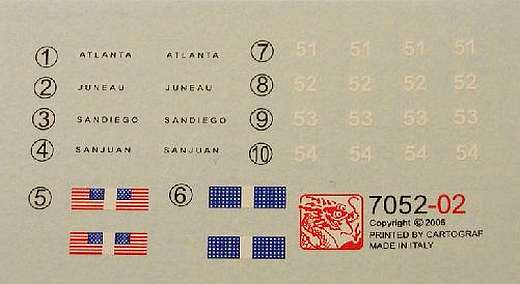 ① ATLANTA ATLANTA ⑦ 51 51 51 51
② JUNEAU JUNEAU ⑧ 52 52 52 52
③ SANDIEGO SANDIEGO ⑨ 53 53 53 53
④ SANJUAN SANJUAN ⑩ 54 54 54 54
⑤ ⑥
7052-02
Copyright © 2006
PRINTED BY CARTOGRAF
MADE IN ITALY